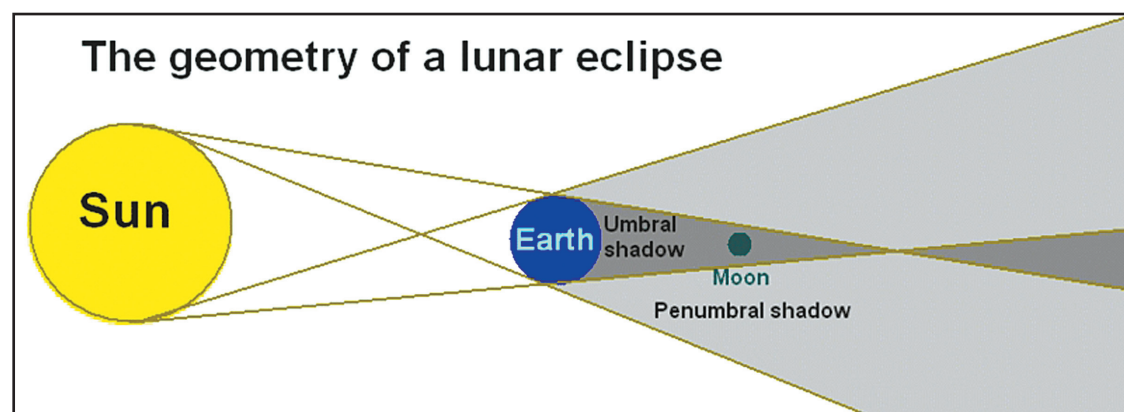 The geometry of a lunar eclipse
Sun
Earth
Umbral
shadow
Moon
Penumbral shadow